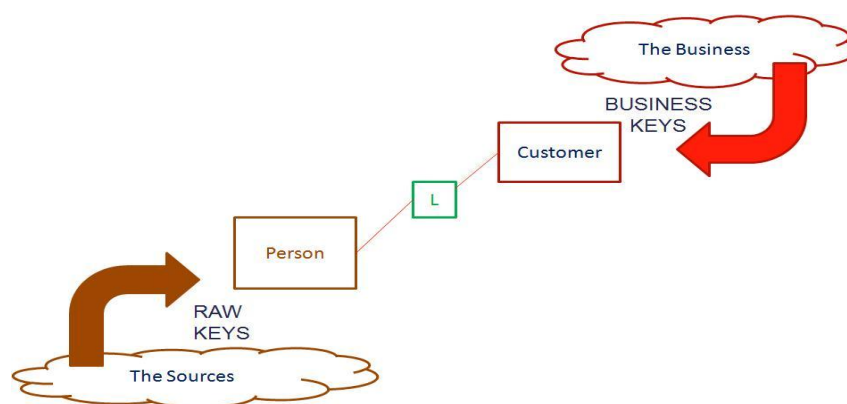 The Business
BUSINESS
KEYS
Customer
L
Person
RAW
KEYS
The Sources